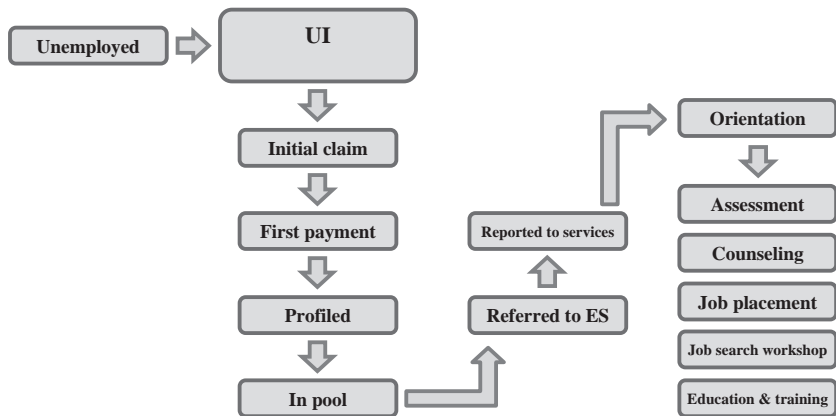 Unemployed
UI
Initial claim
First payment
Profiled
In pool
Referred to ES
Reported to services
Orientation
Assessment
Counseling
Job placement
Job search workshop
Education & training